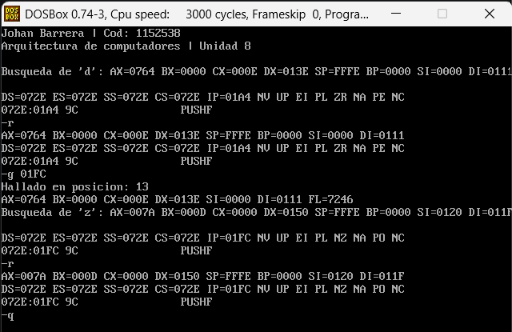 DOSBox 0.74-3, Cpu speed: 3000 cycles, Frameskip 0, Progra...
Johan Barrera | Cod: 1152538
Arquitectura de computadores | Unidad 8
Busqueda de 'd': AX=0764 BX=0000 CX=000E DX=013E SP=FFFE BP=0000 SI=0000 DI=0111
DS=072E ES=072E SS=072E CS=072E IP=01A4 NV UP EI PL ZR NA PE NC
072E:01A4 9C PUSHF
-r
AX=0764 BX=0000 CX=000E DX=013E SP=FFFE BP=0000 SI=0000 DI=0111
DS=072E ES=072E SS=072E CS=072E IP=01A4 NV UP EI PL ZR NA PE NC
072E:01A4 9C PUSHF
-g 01FC
Hallado en posicion: 13
AX=0764 BX=0000 CX=000E DX=013E SI=0000 DI=0111 FL=7246
Busqueda de 'z': AX=007A BX=000D CX=0000 DX=0150 SP=FFFE BP=0000 SI=0120 DI=011F
DS=072E ES=072E SS=072E CS=072E IP=01FC NV UP EI PL NZ NA PO NC
072E:01FC 9C PUSHF
-r
AX=007A BX=000D CX=0000 DX=0150 SP=FFFE BP=0000 SI=0120 DI=011F
DS=072E ES=072E SS=072E CS=072E IP=01FC NV UP EI PL NZ NA PO NC
072E:01FC 9C PUSHF
-q